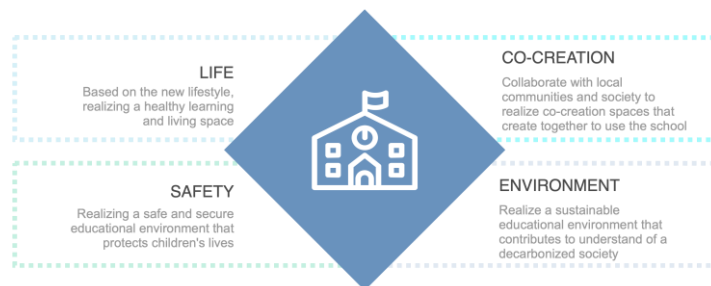 LIFE
Based on the new lifestyle,
realizing a healthy learning
and living space
CO-CREATION
Collaborate with local
communities and society to
realize co-creation spaces that
create together to use the school
SAFETY
Realizing a safe and secure
educational environment that
protects children's lives
ENVIRONMENT
Realize a sustainable
educational environment that
contributes to understand of a
decarbonized society